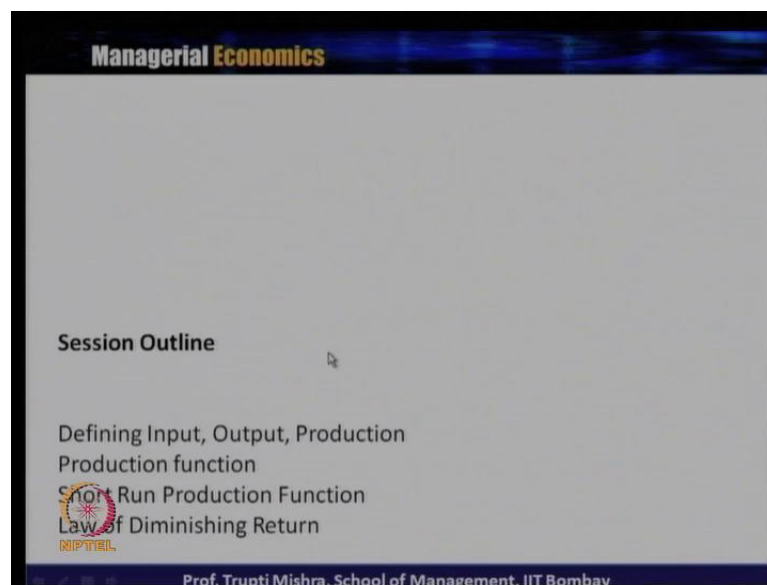 Managerial Economics
Session Outline
Defining Input, Output, Production
Production function
Short Run Production Function
Law of Diminishing Return
NPTEL
Prof. Trupti Mishra, School of Management, IIT Bombay